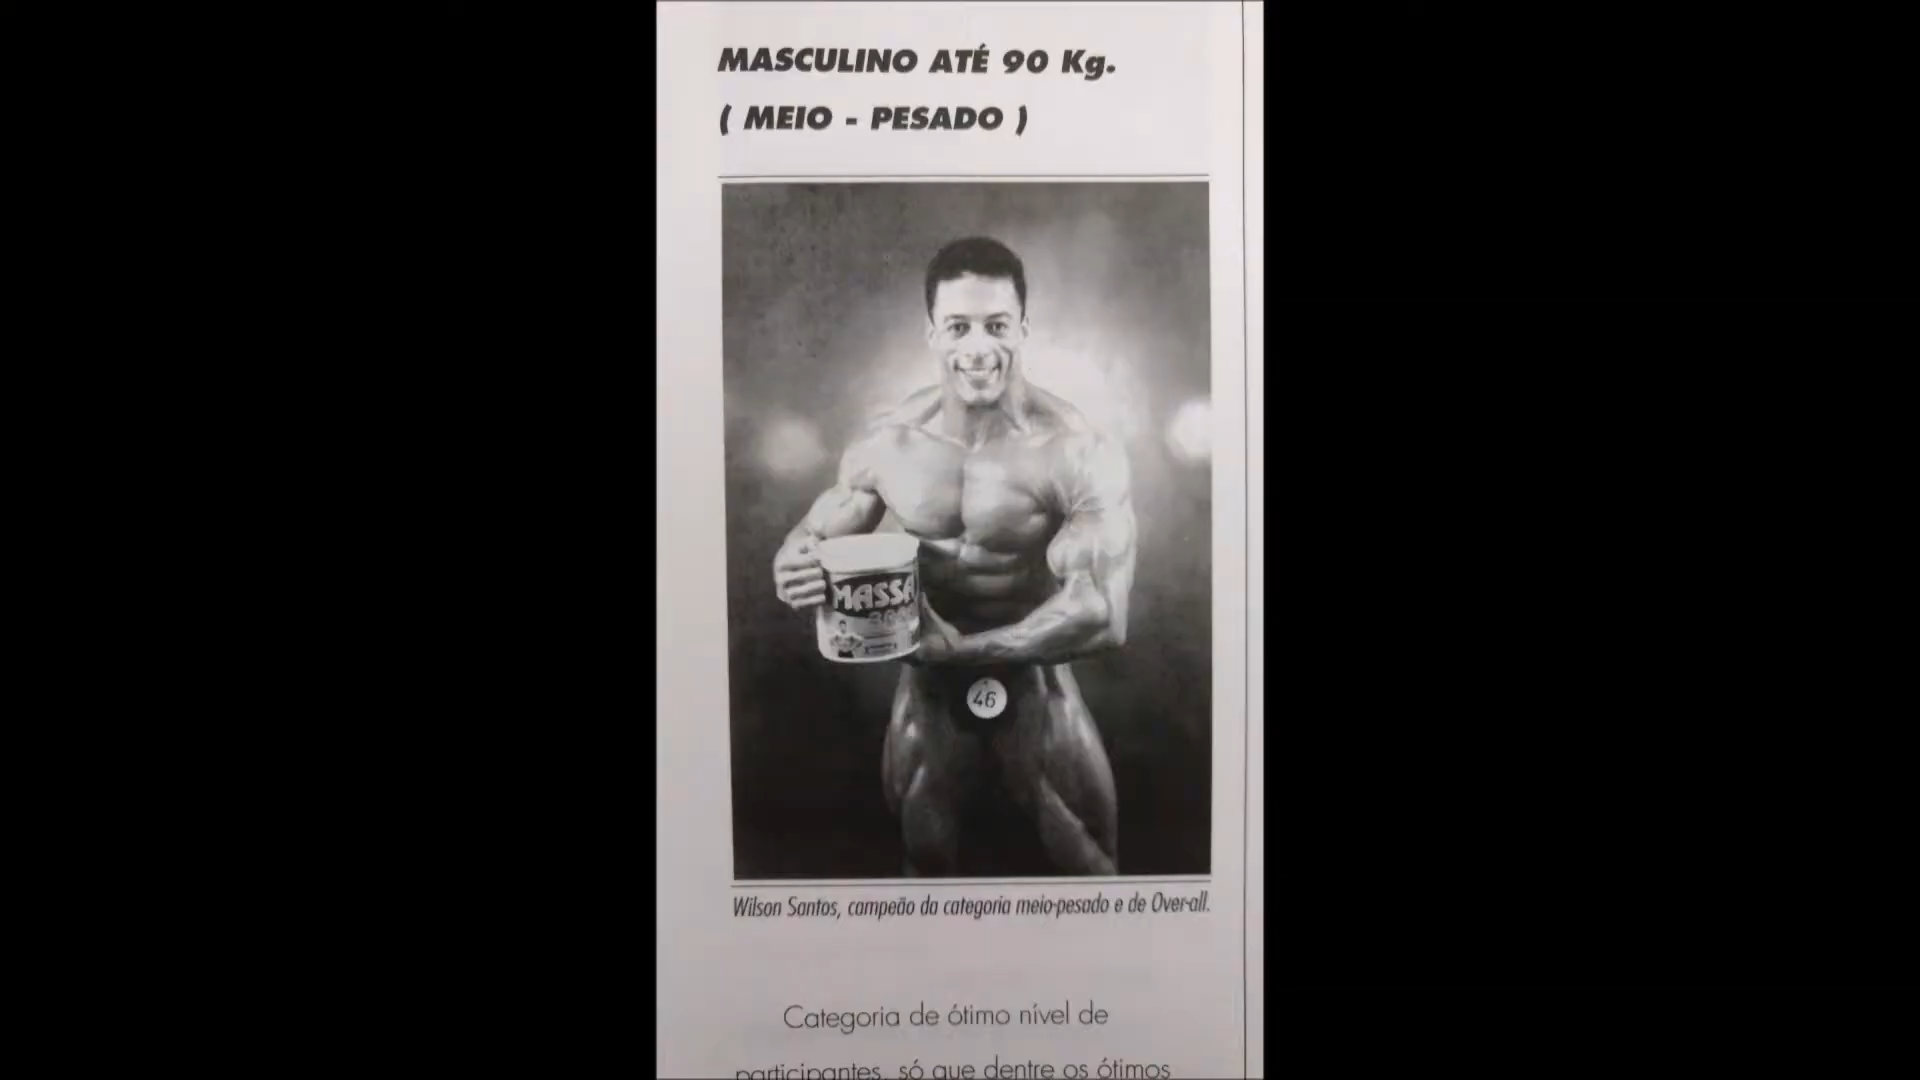 MASCULINO ATÉ 90 Kg.
( MEIO - PESADO )
MASSA
46
Wilson Santos, campeão da categoria meio-pesado e de Over-all.
Categoria de ótimo nível de
participantes, só que dentre os ótimos